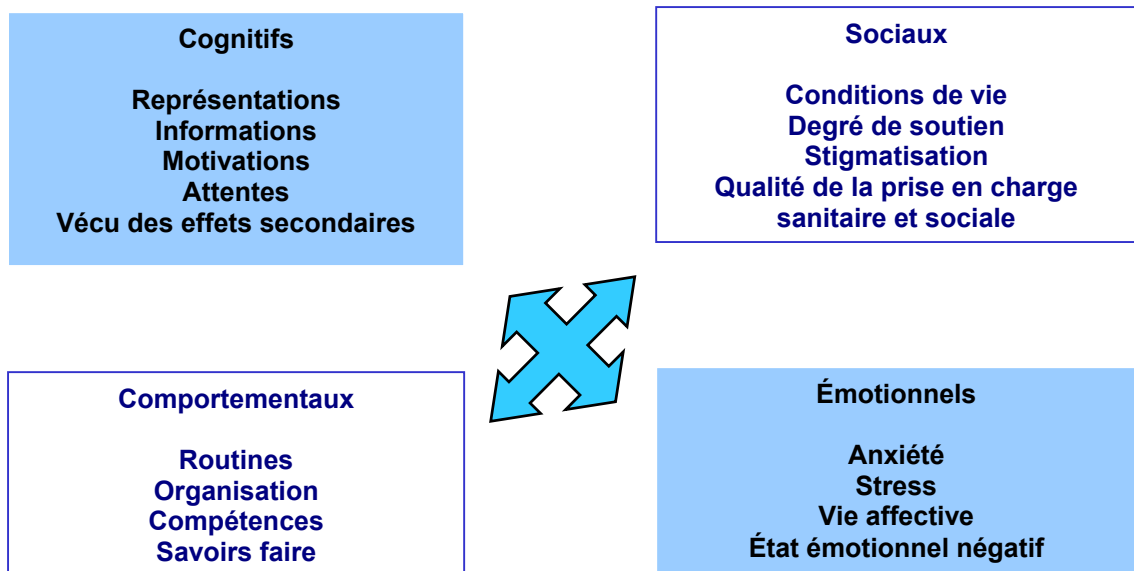 Cognitifs
Représentations
Informations
Motivations
Attentes
Vécu des effets secondaires
Sociaux
Conditions de vie
Degré de soutien
Stigmatisation
Qualité de la prise en charge
sanitaire et sociale
Comportementaux
Routines
Organisation
Compétences
Savoirs faire
Émotionnels
Anxiété
Stress
Vie affective
État émotionnel négatif